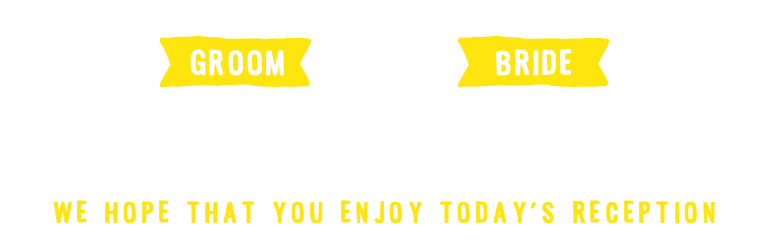 GROOM
BRIDE
WE HOPE THAT YOU ENJOY TODAY'S RECEPTION